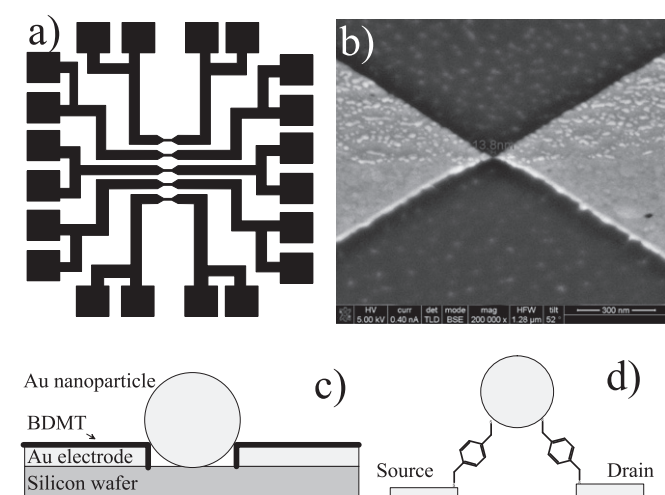 a)
b)
13.8nm
HV curr det mode mag HFW tilt 300 nm
5.00 kV 0.40 nA TLD BSE 200 000 x 1.28 µm 52 °
c)
Au nanoparticle
BDMT
Au electrode
Silicon wafer
d)
Source Drain